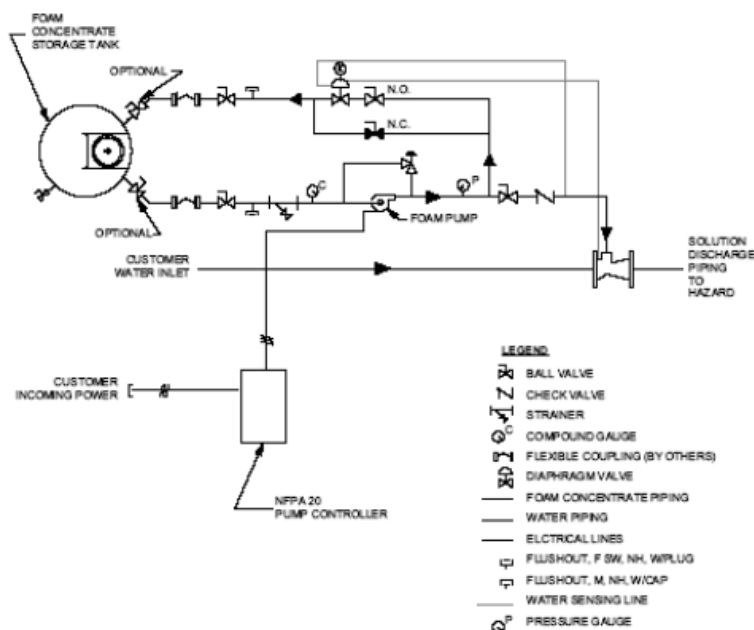 FOAM
CONCENTRATE
STORAGE TANK
OPTIONAL
N.O.
N.C.
C
P
FOAM PUMP
OPTIONAL
CUSTOMER
WATER INLET
SOLUTION
DISCHARGE
PIPING
TO
HAZARD
CUSTOMER
INCOMING POWER
NFPA 20
PUMP CONTROLLER
LEGEND
BALL VALVE
CHECK VALVE
STRAINER
C COMPOUND GAUGE
FLEXIBLE COUPLING (BY OTHERS)
DIAPHRAGM VALVE
FOAM CONCENTRATE PIPING
WATER PIPING
ELCTRICAL LINES
FLUSHOUT, F SW, NH, W/PLUG
FLUSHOUT, M, NH, W/CAP
WATER SENSING LINE
P PRESSURE GAUGE